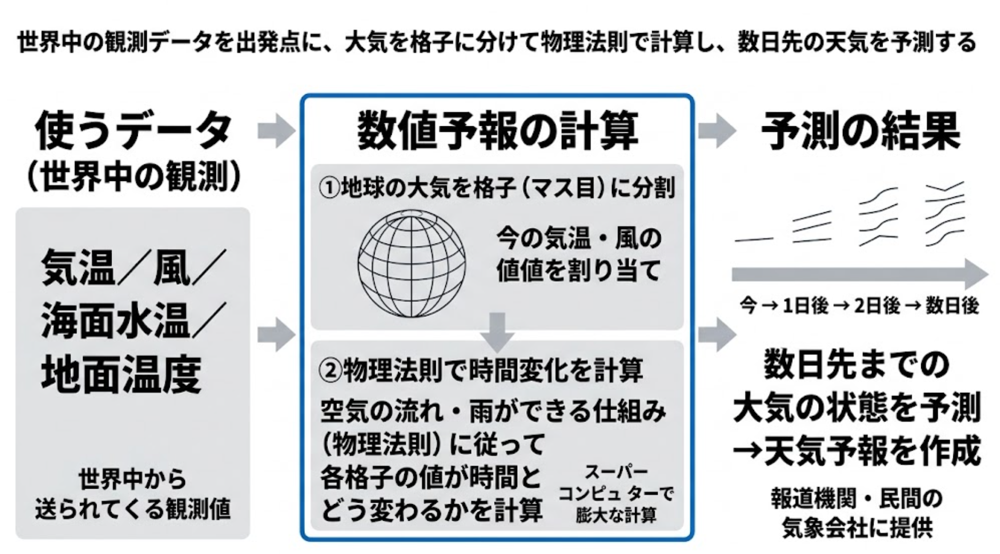 世界中の観測データを出発点に、大気を格子に分けて物理法則で計算し、数日先の天気を予測する
使うデータ
（世界中の観測）
気温／風／
海面水温／
地面温度
世界中から
送られてくる観測値
数値予報の計算
①地球の大気を格子（マス目）に分割
今の気温・風の
値値を割り当て
②物理法則で時間変化を計算
空気の流れ・雨ができる仕組み
（物理法則）に従って
各格子の値が時間と
どう変わるかを計算
スーパー
コンピュ ターで
膨大な計算
予測の結果
今→1日後→2日後→数日後
数日先までの
大気の状態を予測
→天気予報を作成
報道機関・民間の
気象会社に提供